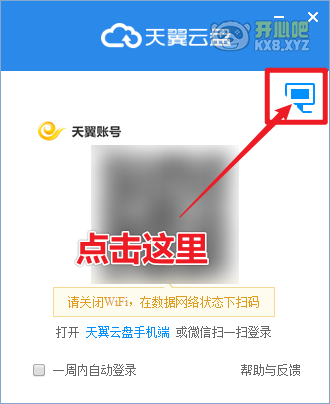 天翼云盘
开心吧
KX8.XYZ
天翼账号
点击这里
请关闭WiFi，在数据网络状态下扫码
打开 天翼云盘手机端 或微信扫一扫登录
一周内自动登录
帮助与反馈